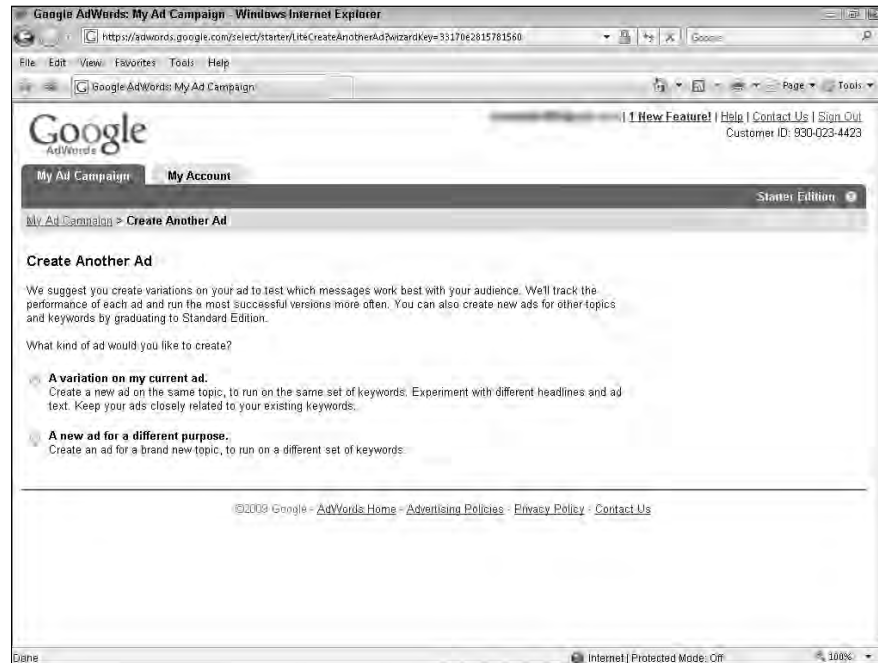 Google AdWords: My Ad Campaign - Windows Internet Explorer
https://adwords.google.com/select/starter/LiteCreateAnotherAd?wizardkey=33170e2815781560
Google
File Edit View Favorites Tools Help
Google AdWords: My Ad Campaign
Page Tools
Google
AdWords
| 1 New Feature! | Help | Contact Us | Sign Out
Customer ID: 930-023-4423
My Ad Campaign My Account
Starter Edition ?
My Ad Campaign > Create Another Ad
Create Another Ad
We suggest you create variations on your ad to test which messages work best with your audience. We'll track the
performance of each ad and run the most successful versions more often. You can also create new ads for other topics
and keywords by graduating to Standard Edition.
What kind of ad would you like to create?
A variation on my current ad.
Create a new ad on the same topic, to run on the same set of keywords. Experiment with different headlines and ad
text. Keep your ads closely related to your existing keywords.
A new ad for a different purpose.
Create an ad for a brand new topic, to run on a different set of keywords.
©2009 Google - AdWords Home - Advertising Policies - Privacy Policy - Contact Us
Done
Internet | Protected Mode: Off
100%